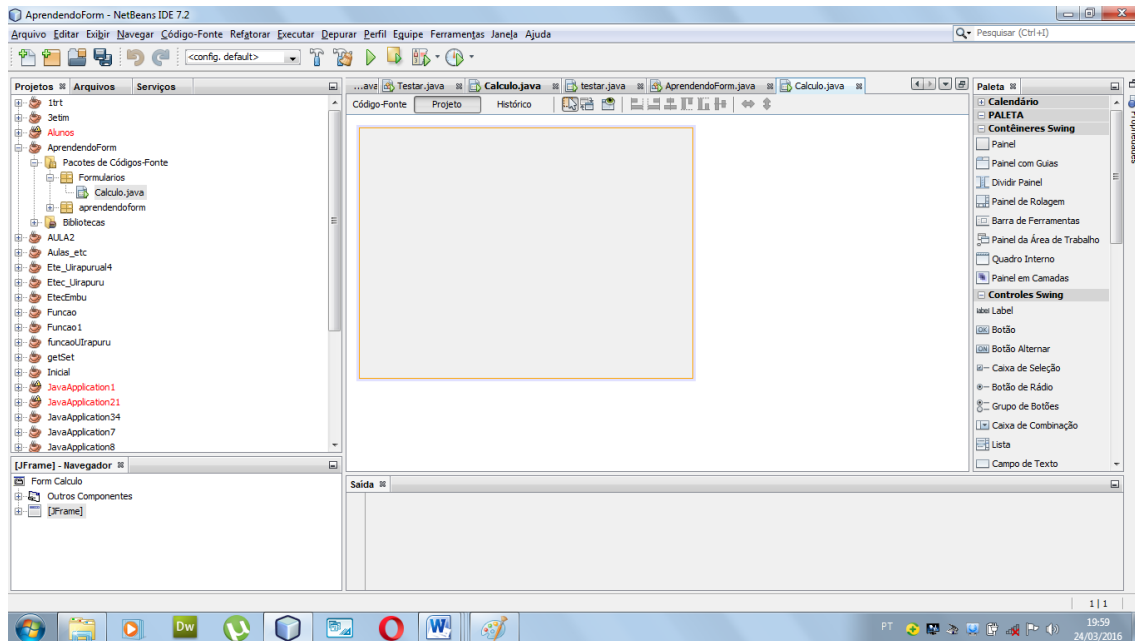 AprendendoForm - NetBeans IDE 7.2
Arquivo Editar Exibir Navegar Código-Fonte Refatorar Executar Depurar Perfil Equipe Ferramentas Janela Ajuda
Pesquisar (Ctrl+I)
<config. default>
Projetos Arquivos Serviços
1trt
3etim
Alunos
AprendendoForm
Pacotes de Códigos-Fonte
Formularios
Calculo.java
aprendendoform
Bibliotecas
AULA2
Aulas_etc
Ete_Uirapurual4
Etec_Uirapuru
EtecEmbu
Funcao
Funcao1
funcaoUIrapuru
getSet
Inicial
JavaApplication1
JavaApplication21
JavaApplication34
JavaApplication7
JavaApplication8
[JFrame] - Navegador
Form Calculo
Outros Componentes
[JFrame]
...ava Testar.java Calculo.java testar.java AprendendoForm.java Calculo.java
Código-Fonte Projeto Histórico
Saída
Paleta
Calendário
PALETA
Contêineres Swing
Painel
Painel com Guias
Dividir Painel
Painel de Rolagem
Barra de Ferramentas
Painel da Área de Trabalho
Quadro Interno
Painel em Camadas
Controles Swing
label Label
OK Botão
ON Botão Alternar
Caixa de Seleção
Botão de Rádio
Grupo de Botões
Caixa de Combinação
Lista
Campo de Texto
Propriedades
1|1
Dw
W
PT
19:59
24/03/2016